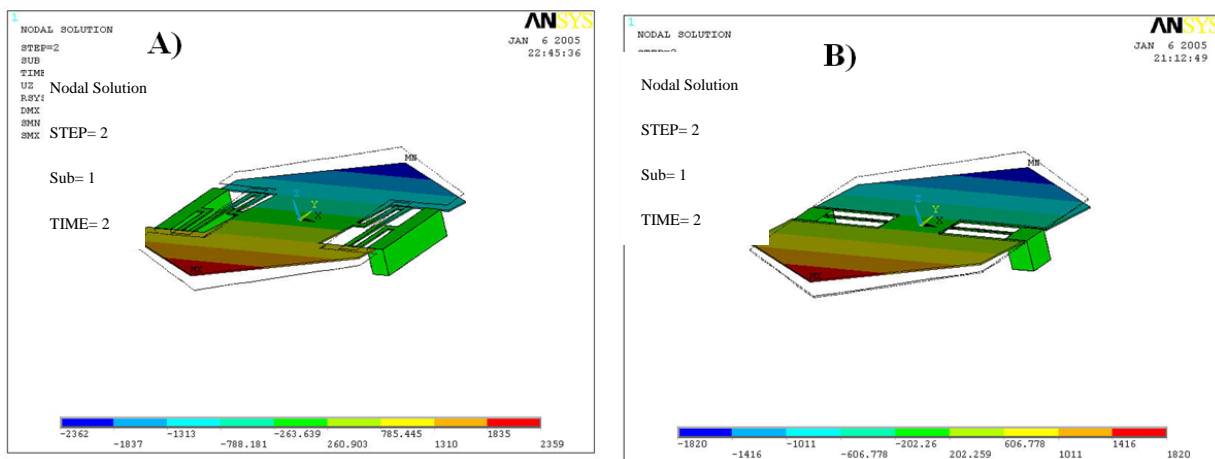 1
NODAL SOLUTION
STEP=2
SUB
TIME
UZ
RSYS
DMX
SMN
SMX
A)
ANSYS
JAN 6 2005
22:45:36
Nodal Solution
STEP= 2
Sub= 1
TIME= 2
MN
Z
Y
X
MX
-2362
-1837
-1313
-788.181
-263.639
260.903
785.445
1310
1835
2359
1
NODAL SOLUTION
B)
ANSYS
JAN 6 2005
21:12:49
Nodal Solution
STEP= 2
Sub= 1
TIME= 2
MN
Z
Y
X
MX
-1820
-1416
-1011
-606.778
-202.26
202.259
606.778
1011
1416
1820